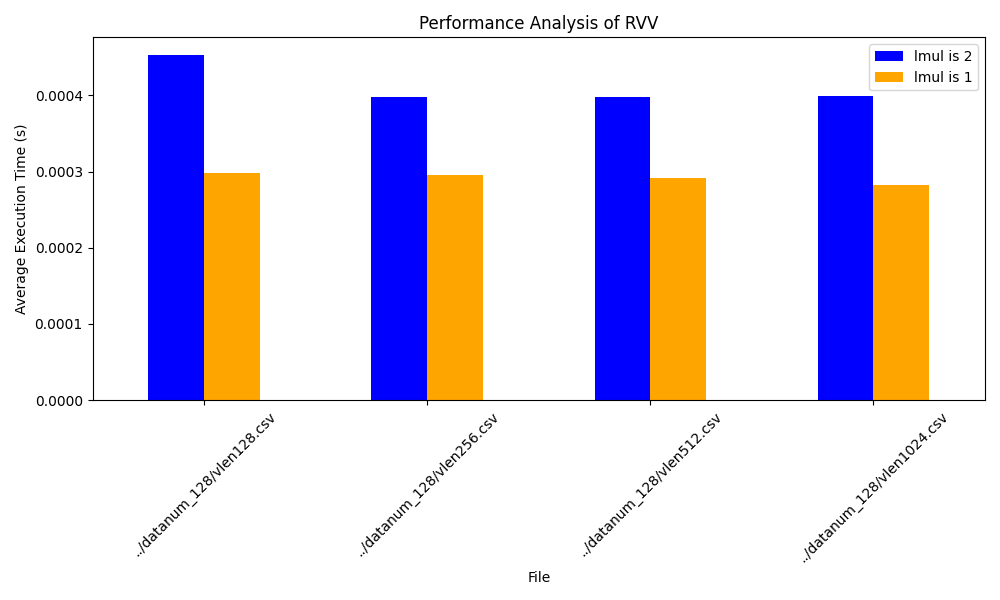 Performance Analysis of RVV
lmul is 2
lmul is 1
Average Execution Time (s)
0.0004
0.0003
0.0002
0.0001
0.0000
../datanum_128/vlen128.csv
../datanum_128/vlen256.csv
../datanum_128/vlen512.csv
../datanum_128/vlen1024.csv
File